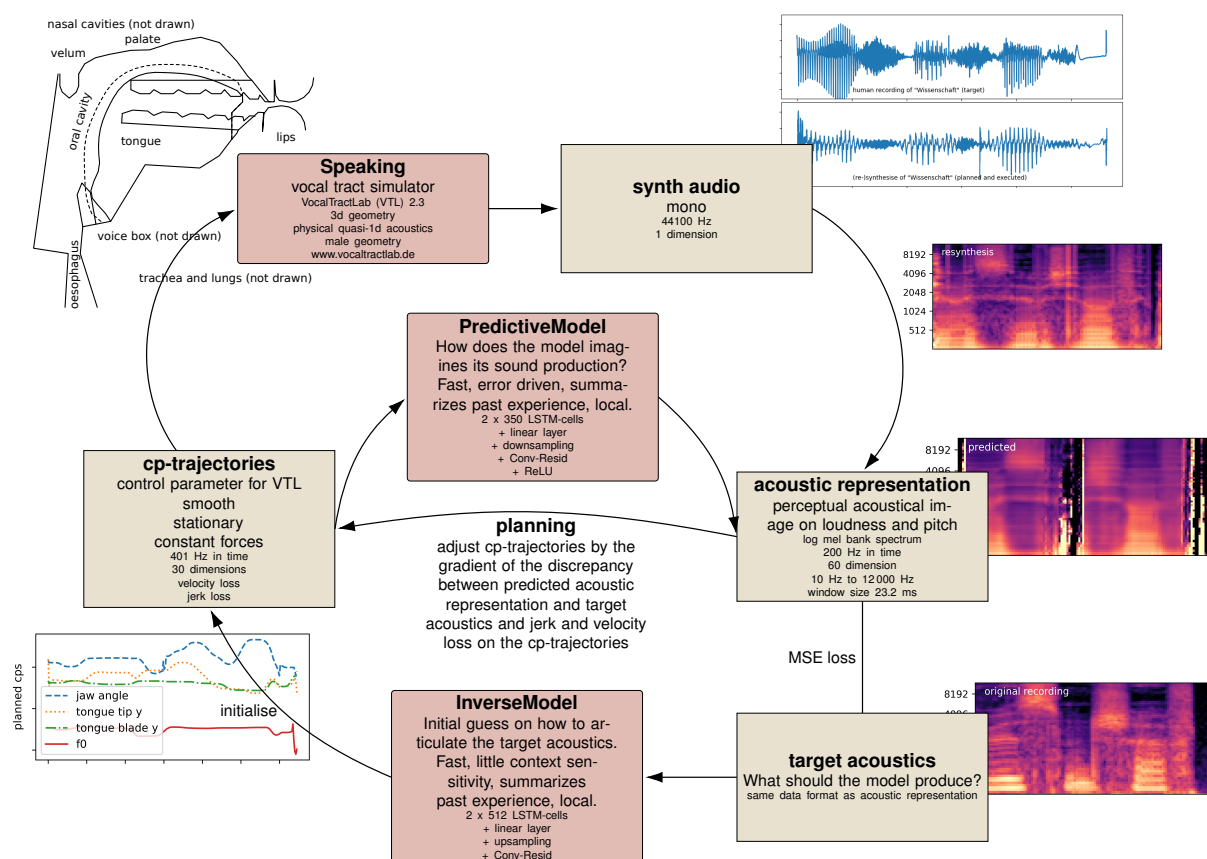 nasal cavities (not drawn)
palate
velum
oral cavity
tongue
lips
voice box (not drawn)
oesophagus
trachea and lungs (not drawn)
human recording of "Wissenschaft" (target)
(re-)synthesise of "Wissenschaft" (planned and executed)
Speaking
vocal tract simulator
VocalTractLab (VTL) 2.3
3d geometry
physical quasi-1d acoustics
male geometry
www.vocaltractlab.de
synth audio
mono
44100 Hz
1 dimension
resynthesis
8192
4096
2048
1024
512
PredictiveModel
How does the model imag-
ines its sound production?
Fast, error driven, summa-
rizes past experience, local.
2 x 350 LSTM-cells
+ linear layer
+ downsampling
+ Conv-Resid
+ ReLU
cp-trajectories
control parameter for VTL
smooth
stationary
constant forces
401 Hz in time
30 dimensions
velocity loss
jerk loss
planning
adjust cp-trajectories by the
gradient of the discrepancy
between predicted acoustic
representation and target
acoustics and jerk and velocity
loss on the cp-trajectories
predicted
8192
4096
acoustic representation
perceptual acoustical im-
age on loudness and pitch
log mel bank spectrum
200 Hz in time
60 dimension
10 Hz to 12 000 Hz
window size 23.2 ms
MSE loss
planned cps
jaw angle
tongue tip y
tongue blade y
f0
initialise
InverseModel
Initial guess on how to ar-
ticulate the target acoustics.
Fast, little context sen-
sitivity, summarizes
past experience, local.
2 x 512 LSTM-cells
+ linear layer
+ upsampling
+ Conv-Resid
original recording
8192
4096
target acoustics
What should the model produce?
same data format as acoustic representation